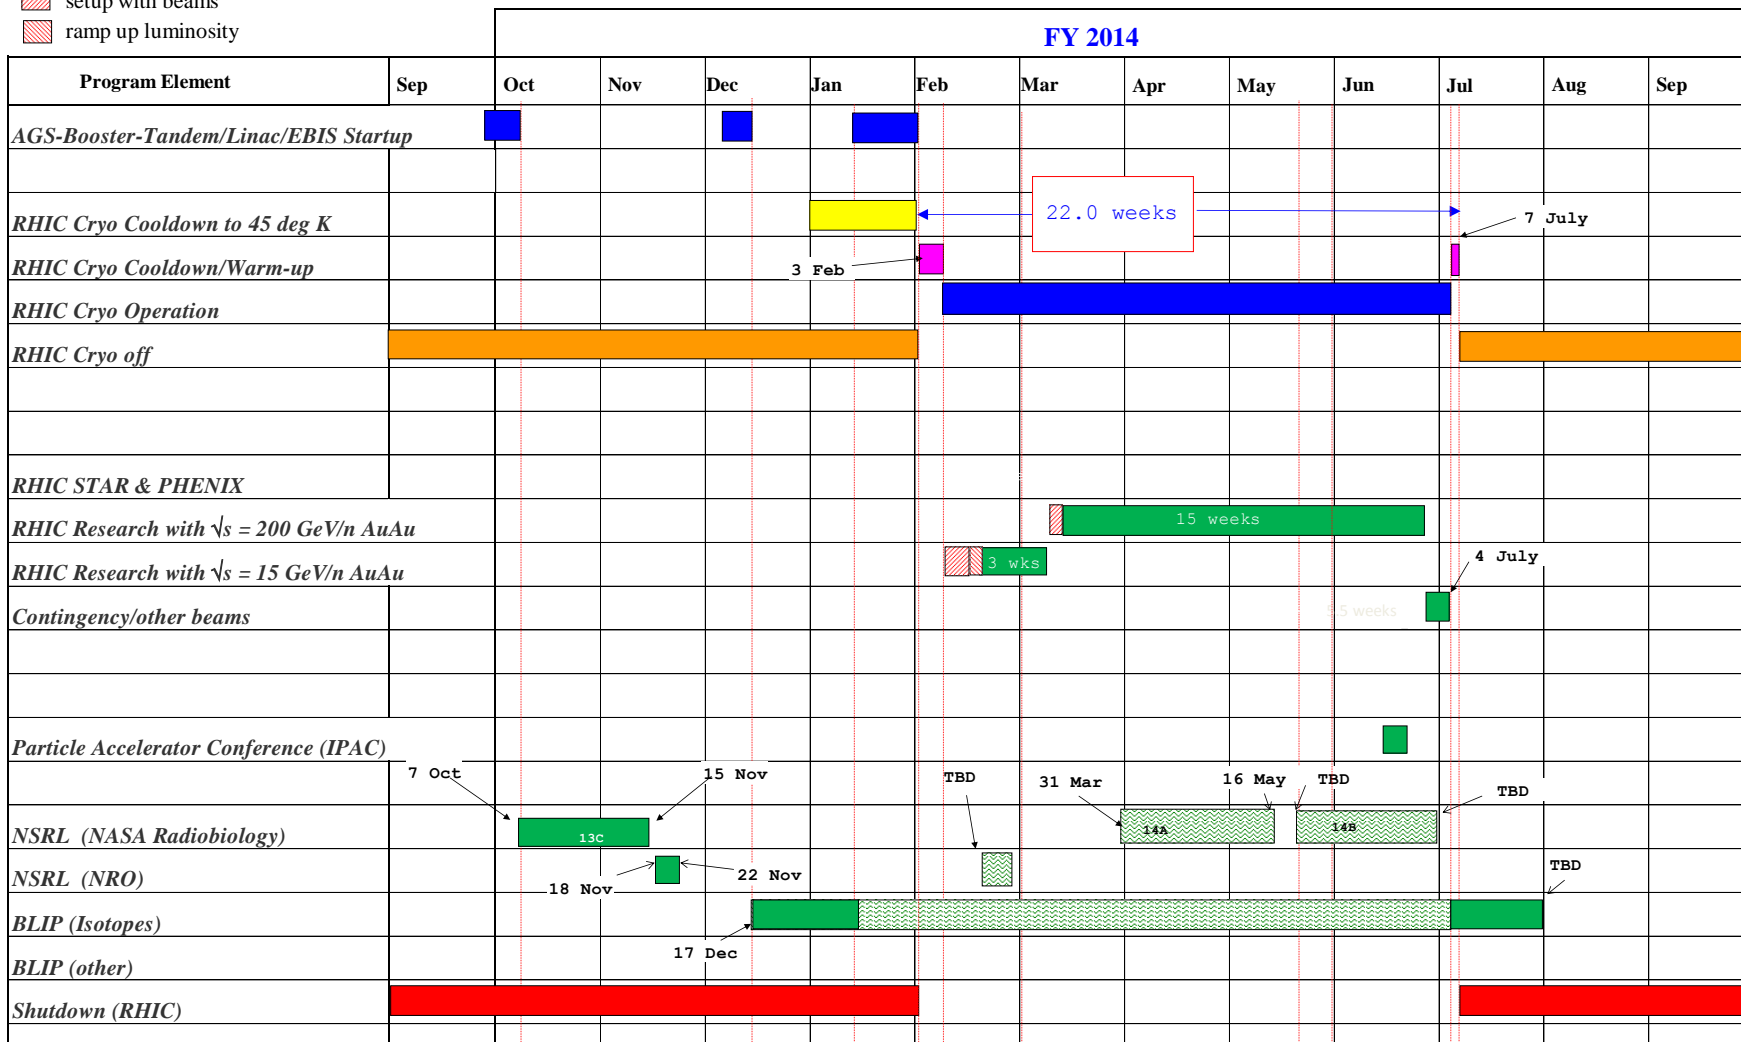 setup with beams
ramp up luminosity
FY 2014
Program Element Sep Oct Nov Dec Jan Feb Mar Apr May Jun Jul Aug Sep
AGS-Booster-Tandem/Linac/EBIS Startup
RHIC Cryo Cooldown to 45 deg K
22.0 weeks
7 July
RHIC Cryo Cooldown/Warm-up
3 Feb
RHIC Cryo Operation
RHIC Cryo off
RHIC STAR & PHENIX
RHIC Research with √s = 200 GeV/n AuAu
15 weeks
RHIC Research with √s = 15 GeV/n AuAu
3 wks
4 July
Contingency/other beams
5.5 weeks
Particle Accelerator Conference (IPAC)
7 Oct
15 Nov
TBD
31 Mar
16 May
TBD
TBD
NSRL (NASA Radiobiology)
13C
14A
14B
NSRL (NRO)
18 Nov
22 Nov
TBD
BLIP (Isotopes)
17 Dec
BLIP (other)
Shutdown (RHIC)